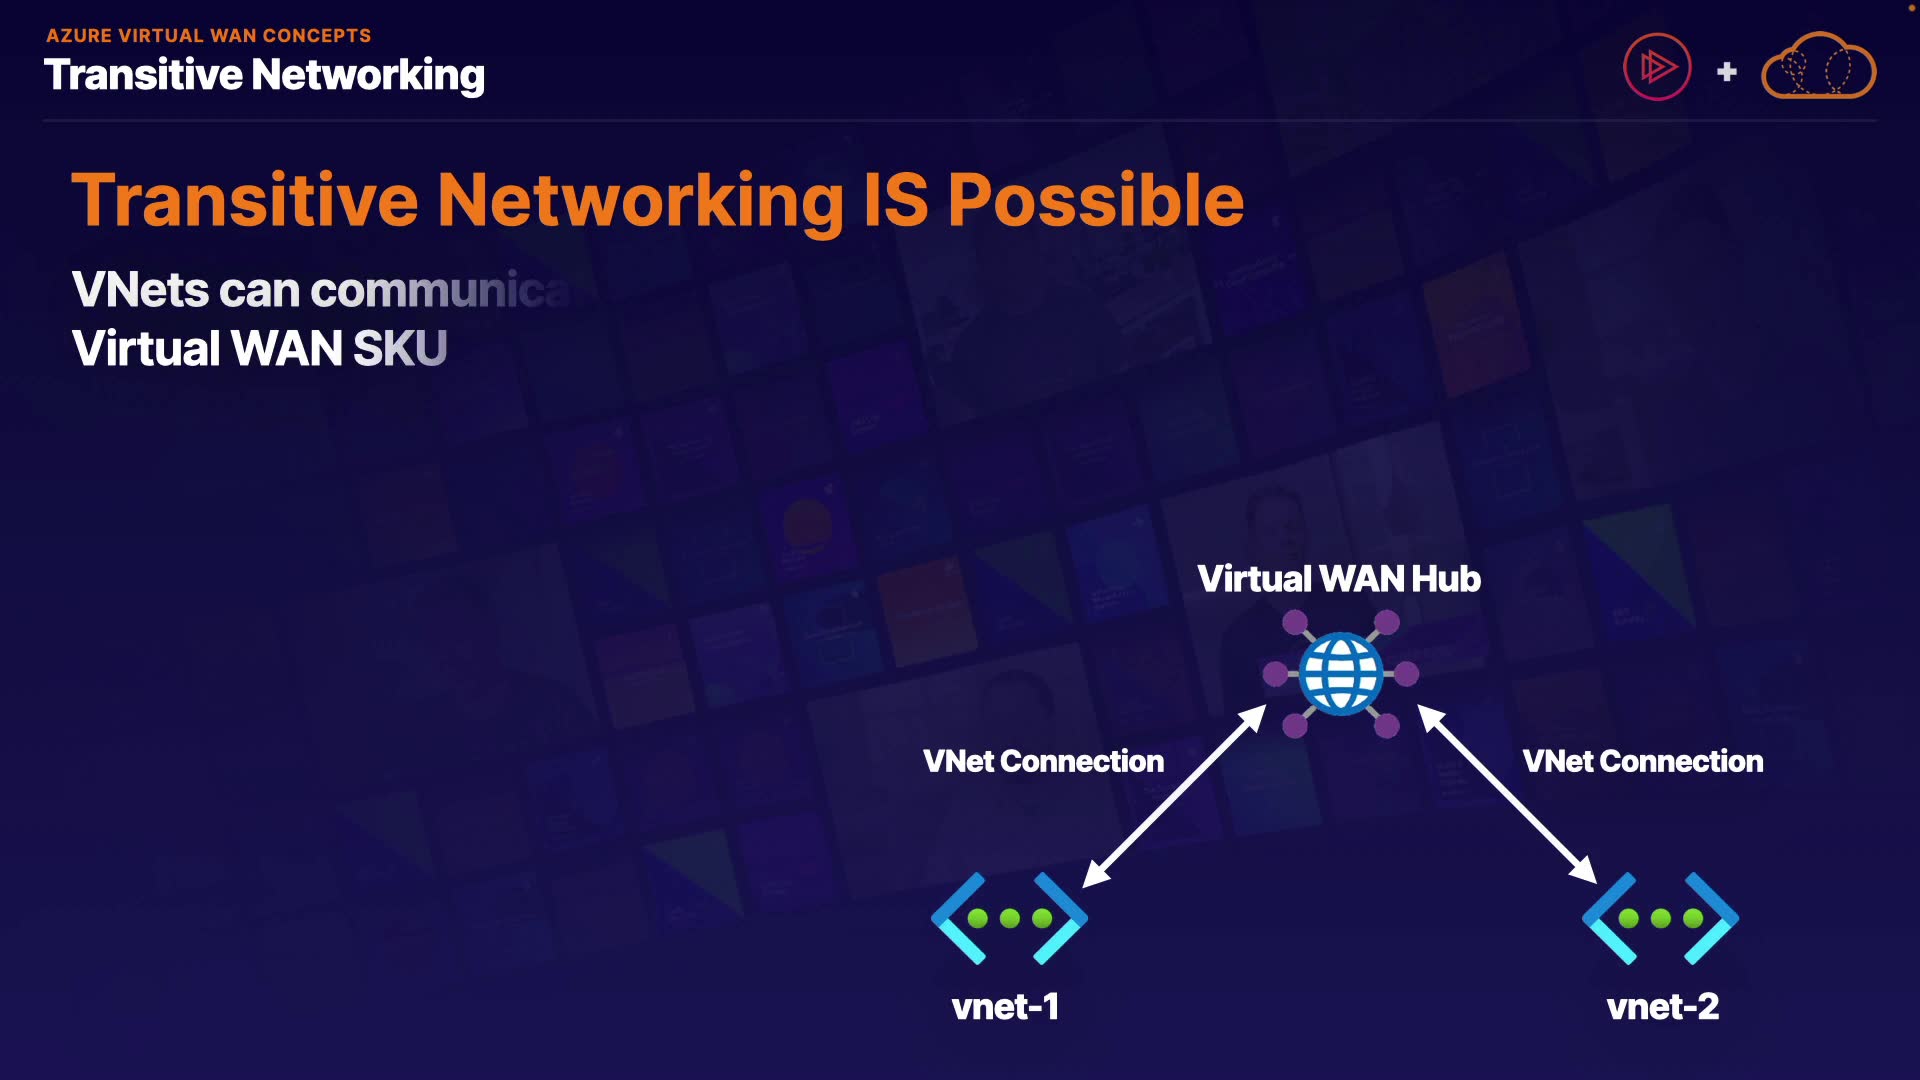 AZURE VIRTUAL WAN CONCEPTS
Transitive Networking
Transitive Networking IS Possible
VNets can communica
Virtual WAN SKU
Virtual WAN Hub
VNet Connection
VNet Connection
vnet-1
vnet-2